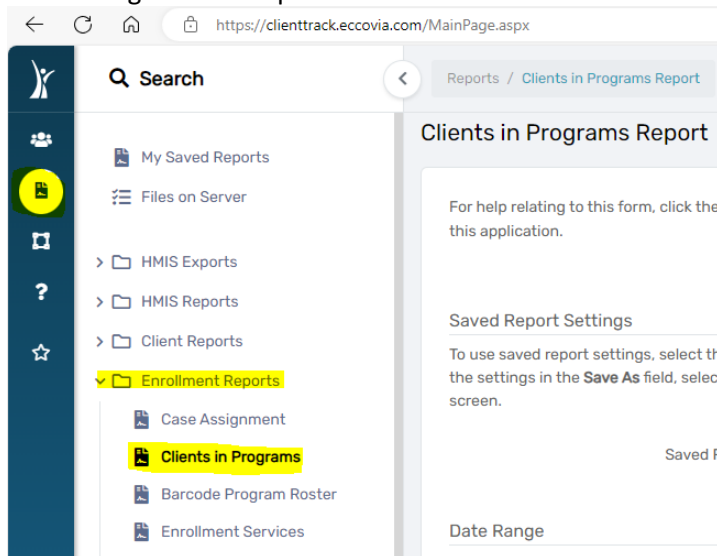 https://clienttrack.eccovia.com/MainPage.aspx
Search
Reports / Clients in Programs Report
Clients in Programs Report
My Saved Reports
Files on Server
For help relating to this form, click the
this application.
HMIS Exports
HMIS Reports
Client Reports
Enrollment Reports
Case Assignment
Clients in Programs
Barcode Program Roster
Enrollment Services
Saved Report Settings
To use saved report settings, select th
the settings in the Save As field, selec
screen.
Saved R
Date Range